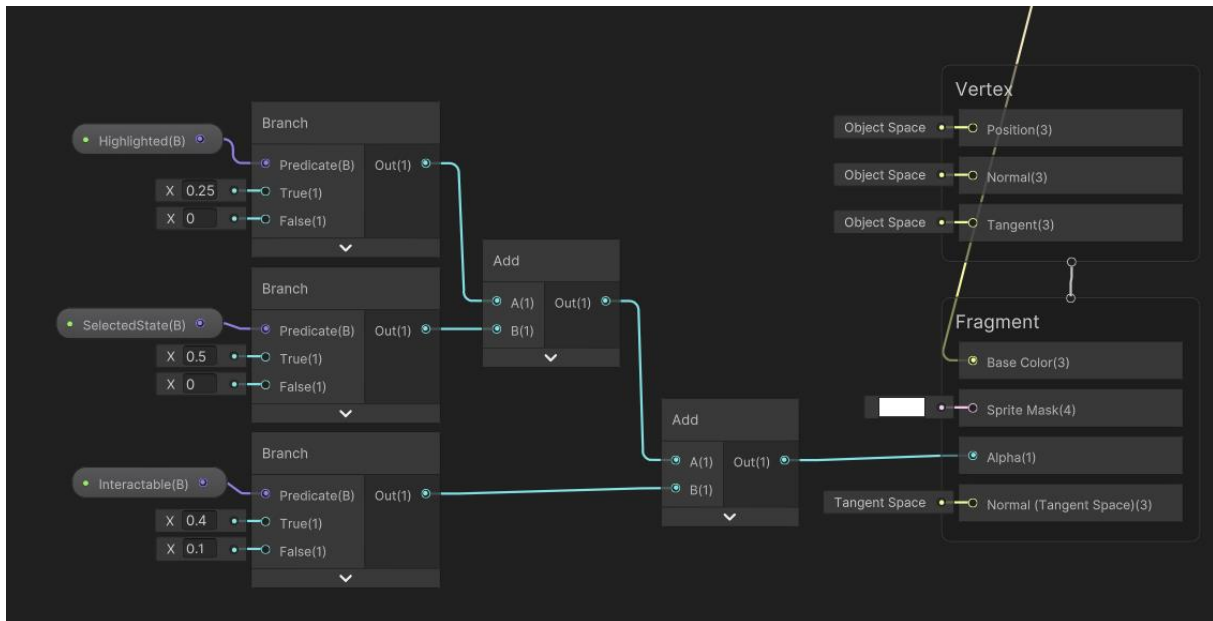 Highlighted(B)
X 0.25
X 0
Branch
Predicate(B) Out(1)
True(1)
False(1)
SelectedState(B)
X 0.5
X 0
Branch
Predicate(B) Out(1)
True(1)
False(1)
Interactable(B)
X 0.4
X 0.1
Branch
Predicate(B) Out(1)
True(1)
False(1)
Add
A(1) Out(1)
B(1)
Add
A(1) Out(1)
B(1)
Vertex
Object Space Position(3)
Object Space Normal(3)
Object Space Tangent(3)
Fragment
Base Color(3)
Sprite Mask(4)
Alpha(1)
Tangent Space Normal (Tangent Space)(3)